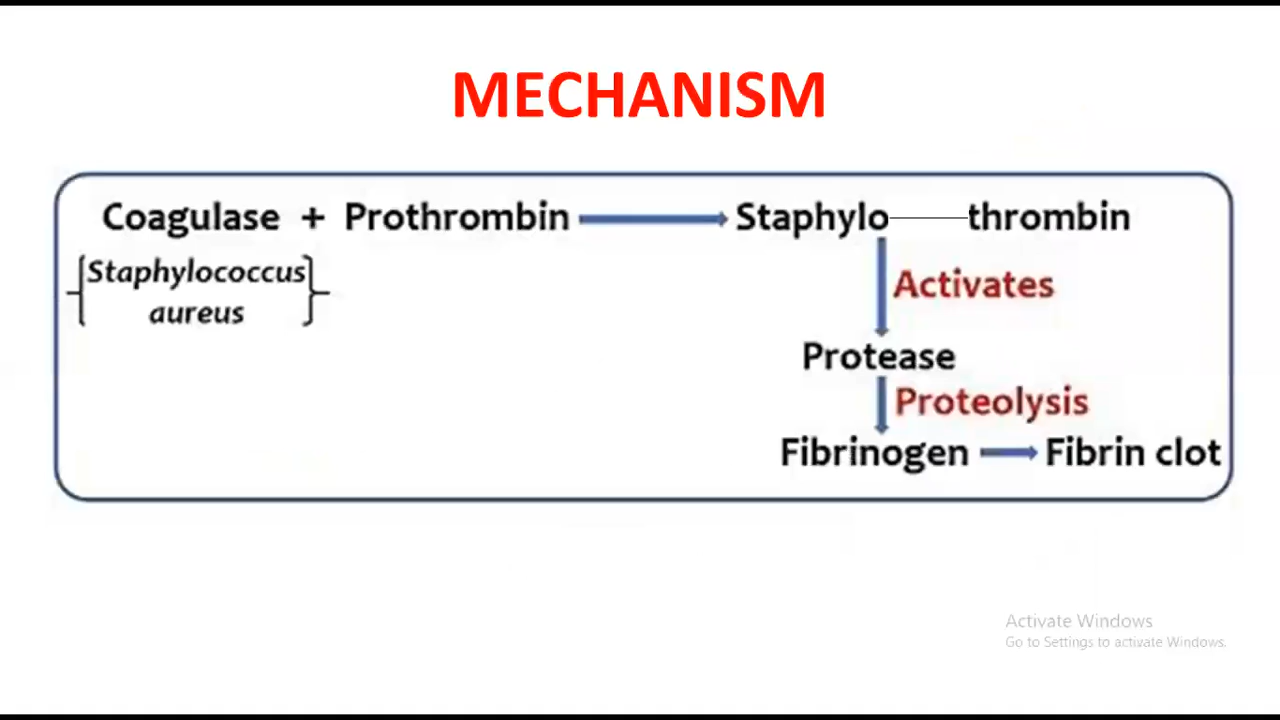 MECHANISM
Coagulase + Prothrombin Staphylo thrombin
Staphylococcus
aureus
Activates
Protease
Proteolysis
Fibrinogen Fibrin clot
Activate Windows
Go to Settings to activate Windows.